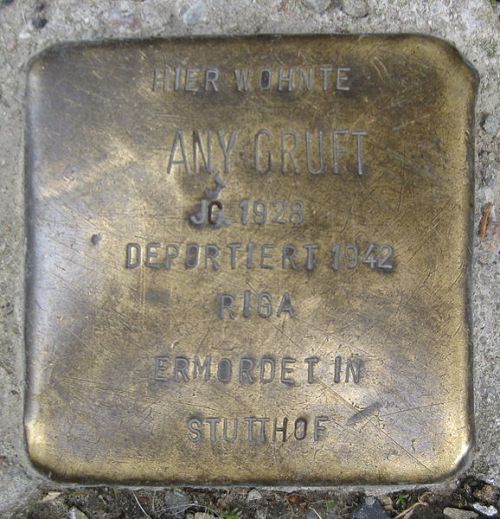 HIER WOHNTE
ANY GRUFT
JG. 1928
DEPORTIERT 1942
RIGA
ERMORDET IN
STUTTHOF